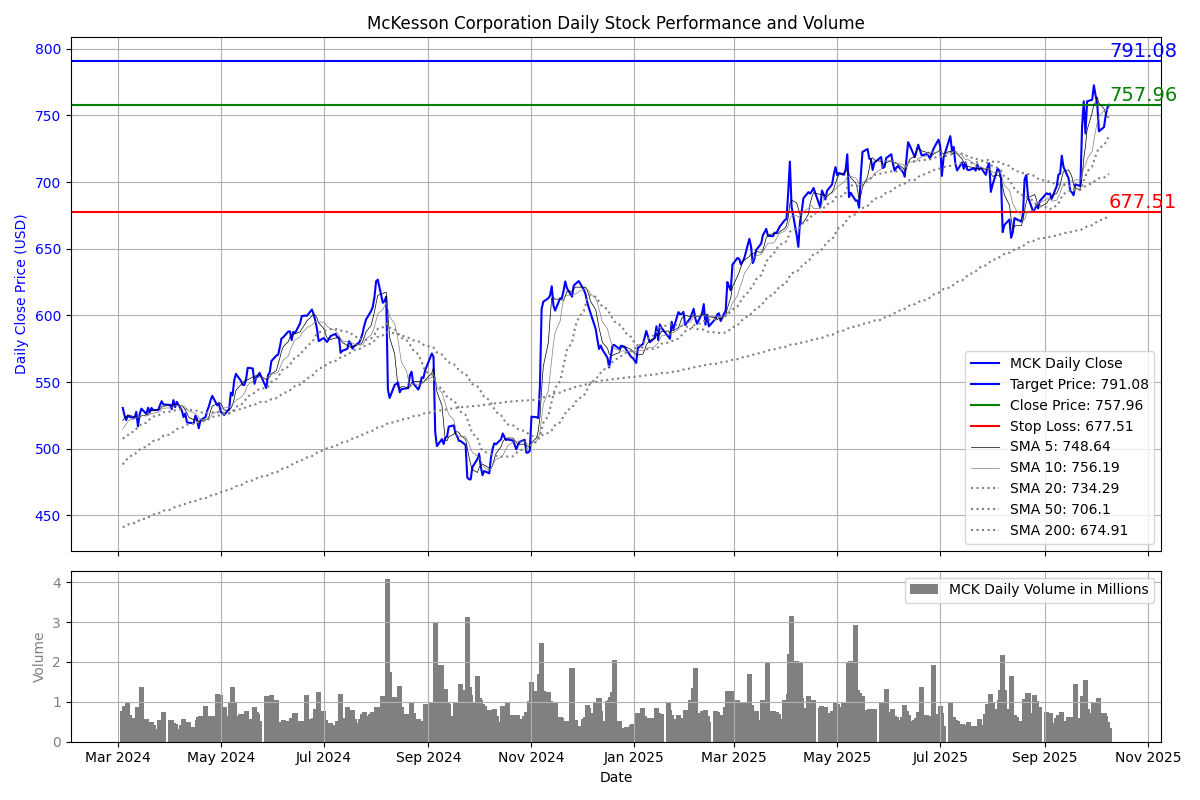 McKesson Corporation Daily Stock Performance and Volume
800
750
700
650
600
550
500
450
Daily Close Price (USD)
791.08
757.96
677.51
MCK Daily Close
Target Price: 791.08
Close Price: 757.96
Stop Loss: 677.51
SMA 5: 748.64
SMA 10: 756.19
SMA 20: 734.29
SMA 50: 706.1
SMA 200: 674.91
4
3
2
1
0
Volume
MCK Daily Volume in Millions
Mar 2024
May 2024
Jul 2024
Sep 2024
Nov 2024
Jan 2025
Mar 2025
May 2025
Jul 2025
Sep 2025
Nov 2025
Date